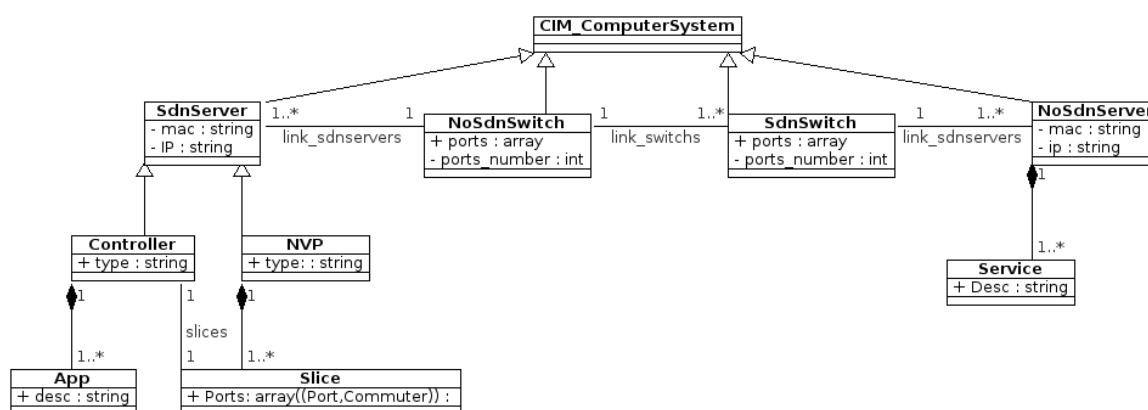 CIM_ComputerSystem
SdnServer
- mac : string
- IP : string
1..*
1
link_sdnservers
NoSdnSwitch
+ ports : array
- ports_number : int
1
1..*
link_switchs
SdnSwitch
+ ports : array
- ports_number : int
1
1..*
link_sdnservers
NoSdnServer
- mac : string
- ip : string
1
1..*
Controller
+ type : string
NVP
+ type: : string
Service
+ Desc : string
1
1
1
slices
1..*
1
1..*
App
+ desc : string
Slice
+ Ports: array((Port,Commuter)) :